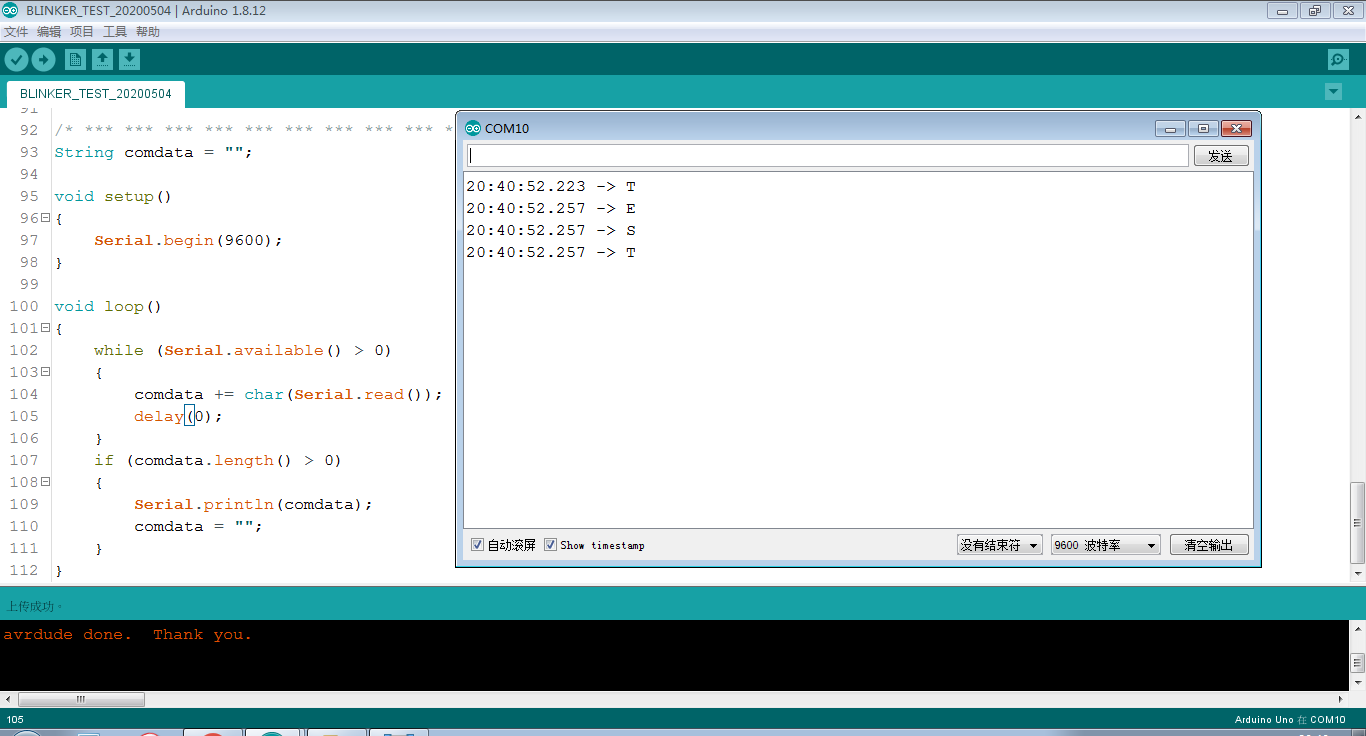 BLINKER_TEST_20200504 | Arduino 1.8.12
文件 编辑 项目 工具 帮助
BLINKER_TEST_20200504
91
92 /* *** *** *** *** *** *** *** *** *** *
93 String comdata = "";
94
95 void setup()
96 {
97 Serial.begin(9600);
98 }
99
100 void loop()
101 {
102 while (Serial.available() > 0)
103 {
104 comdata += char(Serial.read());
105 delay(0);
106 }
107 if (comdata.length() > 0)
108 {
109 Serial.println(comdata);
110 comdata = "";
111 }
112 }
COM10
发送
20:40:52.223 -> T
20:40:52.257 -> E
20:40:52.257 -> S
20:40:52.257 -> T
自动滚屏 Show timestamp 没有结束符 9600 波特率 清空输出
上传成功。
avrdude done.  Thank you.
105 Arduino Uno 在 COM10